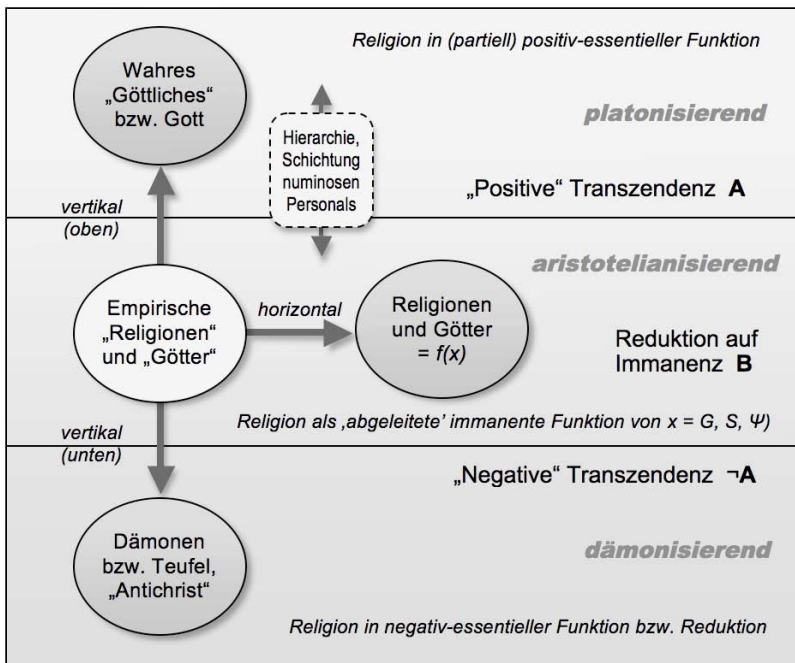 Religion in (partiell) positiv-essentieller Funktion
Wahres
„Göttliches“
bzw. Gott
platonisierend
Hierarchie,
Schichtung
numinosen
Personals
„Positive“ Transzendenz A
vertikal
(oben)
aristotelianisierend
Empirische
„Religionen“
und „Götter“
horizontal
Religionen
und Götter
= f(x)
Reduktion auf
Immanenz B
Religion als ‚abgeleitete’ immanente Funktion von x = G, S, Ψ)
vertikal
(unten)
„Negative“ Transzendenz ¬A
Dämonen
bzw. Teufel,
„Antichrist“
dämonisierend
Religion in negativ-essentieller Funktion bzw. Reduktion